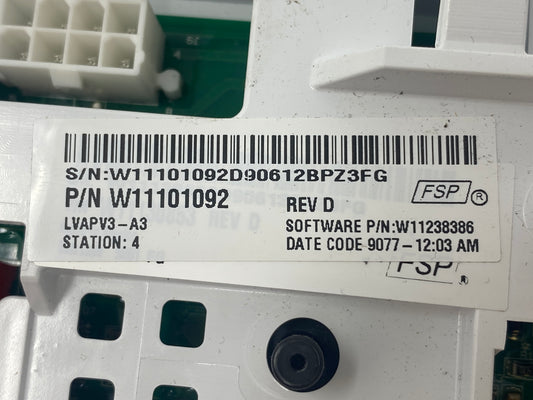 S/N:W11101092D90612BPZ3FG
P/N W11101092 REV D FSP®
LVAPV3-A3 SOFTWARE P/N:W11238386
STATION: 4 DATE CODE 9077-12:03 AM
FSP®